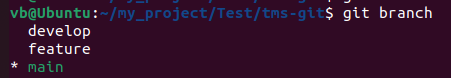 vb@Ubuntu:~/my_project/Test/tms-git$ git branch
  develop
  feature
* main